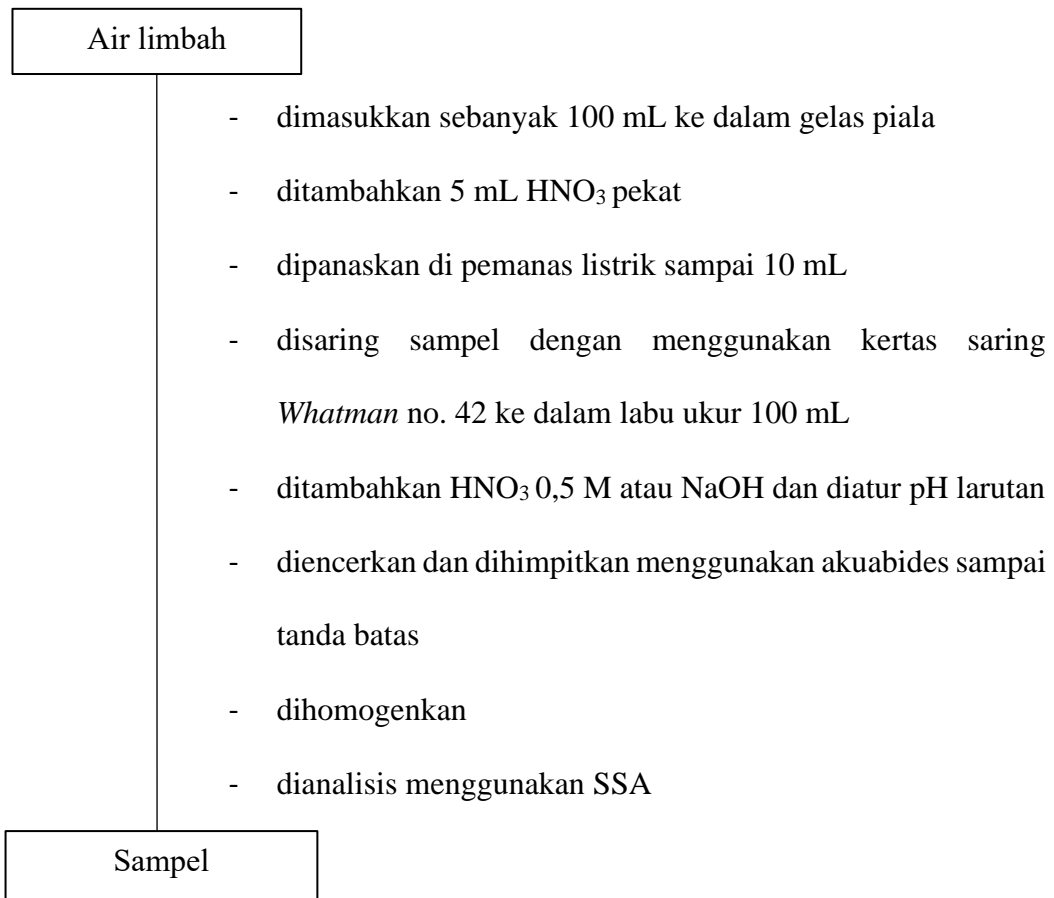 Air limbah
- dimasukkan sebanyak 100 mL ke dalam gelas piala
- ditambahkan 5 mL HNO₃ pekat
- dipanaskan di pemanas listrik sampai 10 mL
- disaring sampel dengan menggunakan kertas saring
Whatman no. 42 ke dalam labu ukur 100 mL
- ditambahkan HNO₃ 0,5 M atau NaOH dan diatur pH larutan
- diencerkan dan dihimpitkan menggunakan akuabides sampai
tanda batas
- dihomogenkan
- dianalisis menggunakan SSA
Sampel